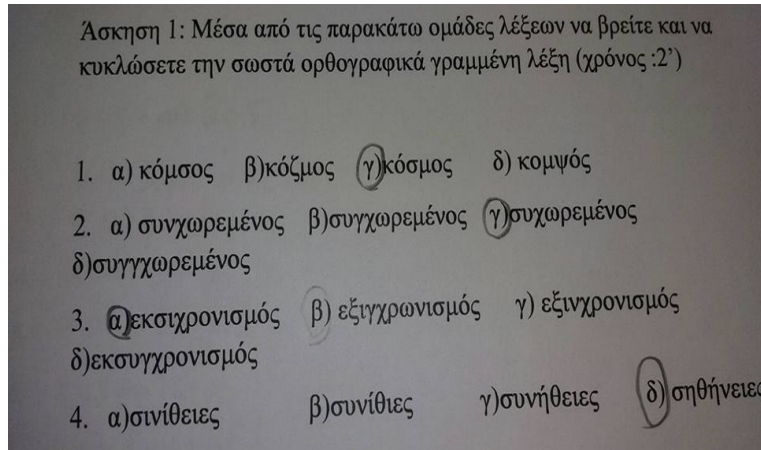 Άσκηση 1: Μέσα από τις παρακάτω ομάδες λέξεων να βρείτε και να
κυκλώσετε την σωστά ορθογραφικά γραμμένη λέξη (χρόνος :2’)
1. α) κόμσος β)κόζμος γ)κόσμος δ) κομψός
2. α) συνχωρεμένος β)συγχωρεμένος γ)συχωρεμένος
δ)συγγχωρεμένος
3. α)εκσιχρονισμός β) εξιγχρωνισμός γ) εξινχρονισμός
δ)εκσυγχρονισμός
4. α)σινίθειες β)συνίθιες γ)συνήθειες δ) σηθήνειες